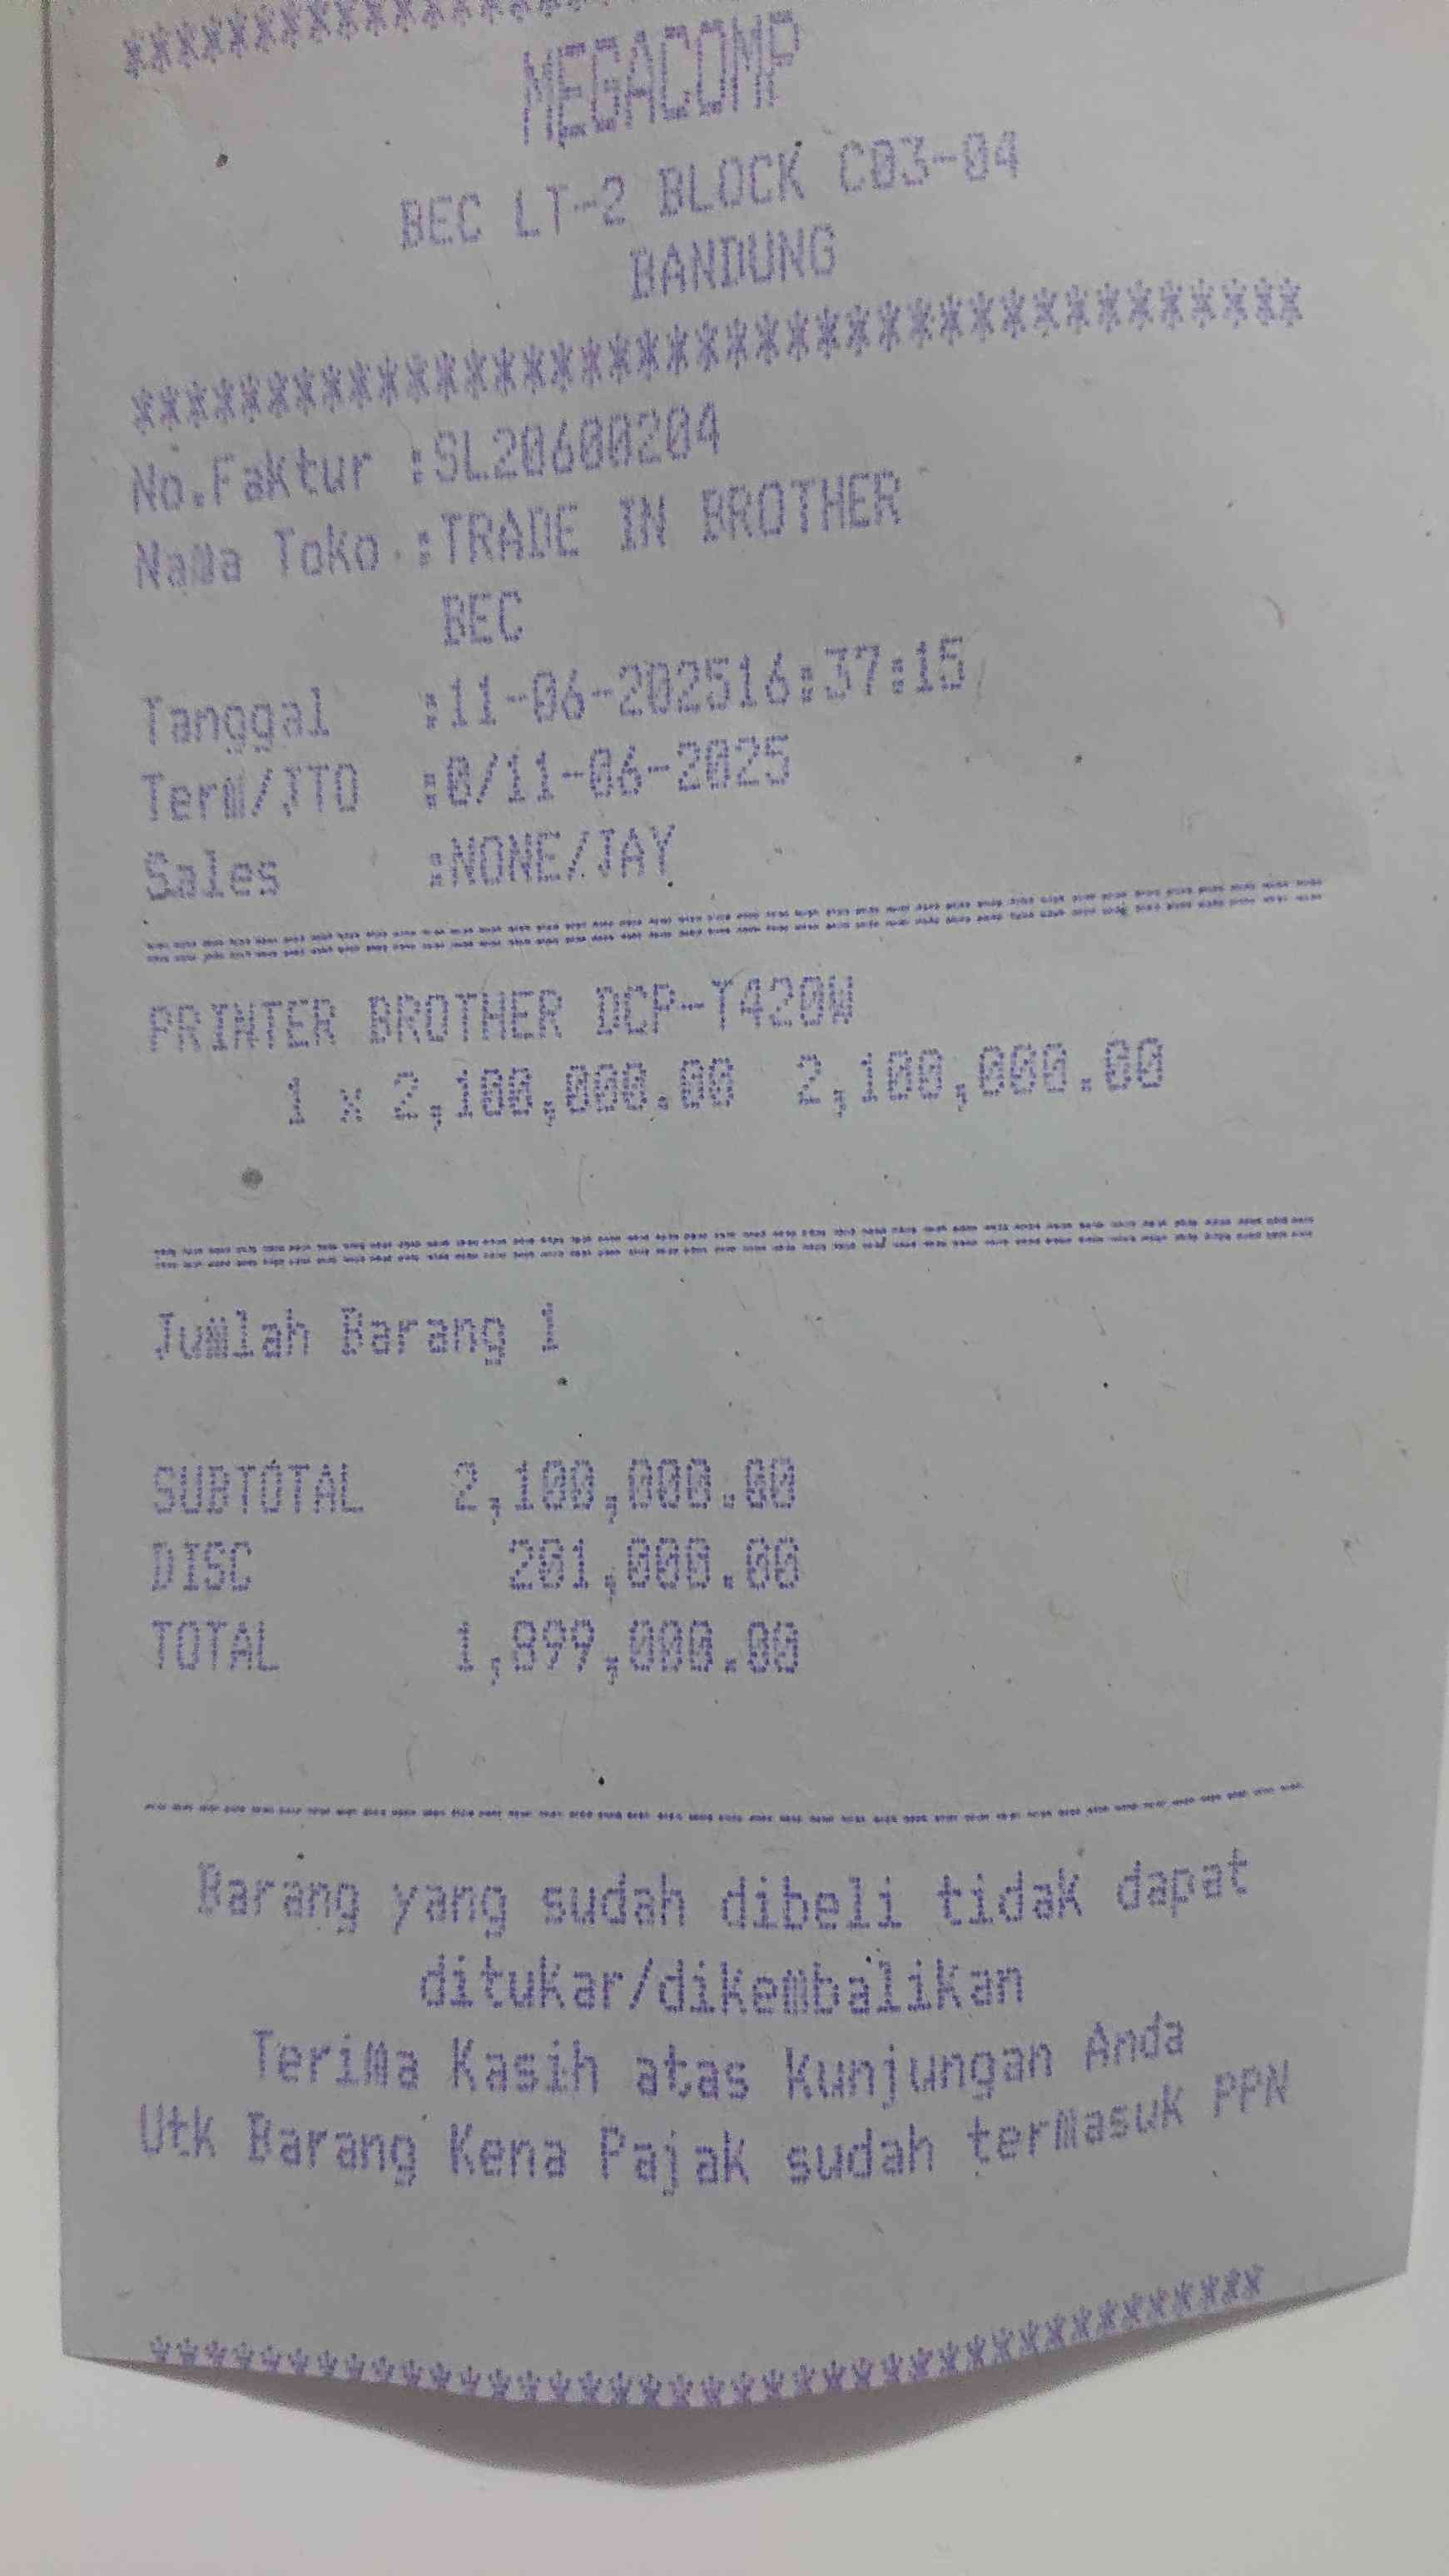 ******************
MEGACOMP
BEC LT-2 BLOCK C03-04
BANDUNG
****************************************
No.Faktur :SL20600204
Nama Toko :TRADE IN BROTHER
BEC
Tanggal :11-06-202516:37:15
Term/JTO :0/11-06-2025
Sales :NONE/JAY
========================================
PRINTER BROTHER DCP-T420W
1 x 2,100,000.00 2,100,000.00
========================================
Jumlah Barang 1
SUBTOTAL 2,100,000.00
DISC 201,000.00
TOTAL 1,899,000.00
----------------------------------------
Barang yang sudah dibeli tidak dapat
ditukar/dikembalikan
Terima Kasih atas Kunjungan Anda
Utk Barang Kena Pajak sudah termasuk PPN
****************************************